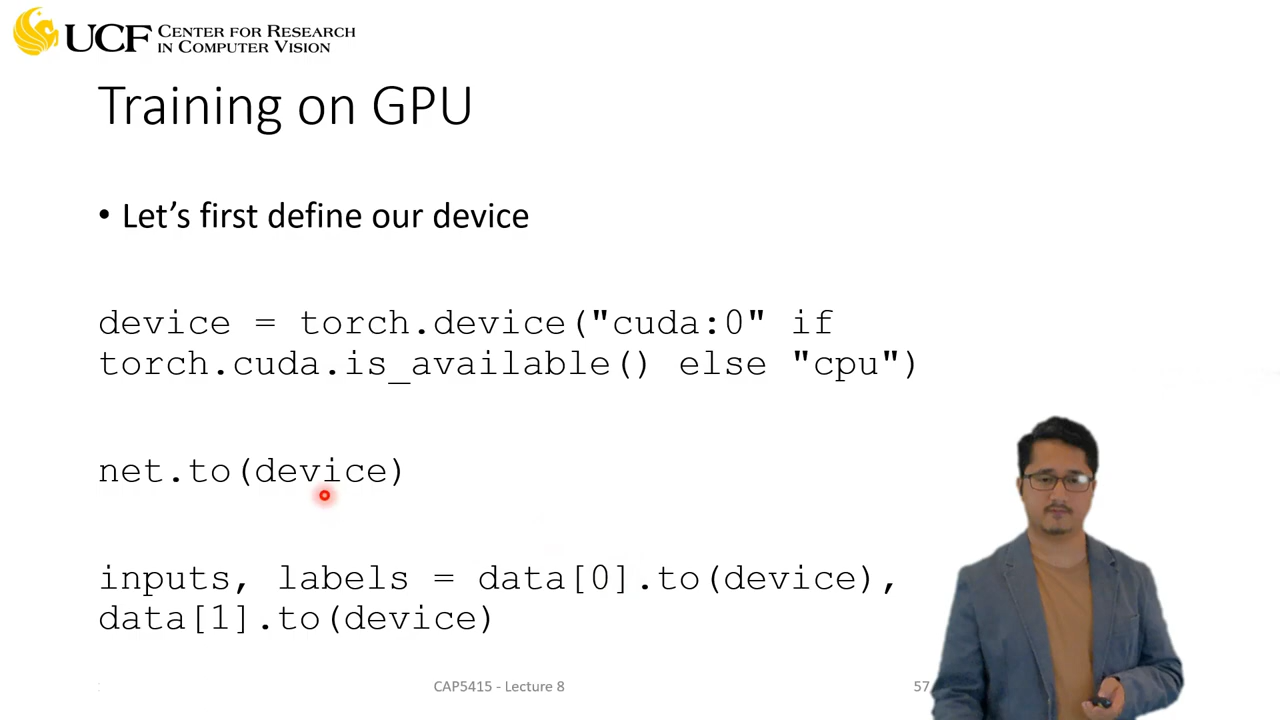 UCF CENTER FOR RESEARCH
IN COMPUTER VISION
Training on GPU
• Let's first define our device
device = torch.device("cuda:0" if
torch.cuda.is_available() else "cpu")
net.to(device)
inputs, labels = data[0].to(device),
data[1].to(device)
CAP5415 - Lecture 8
57